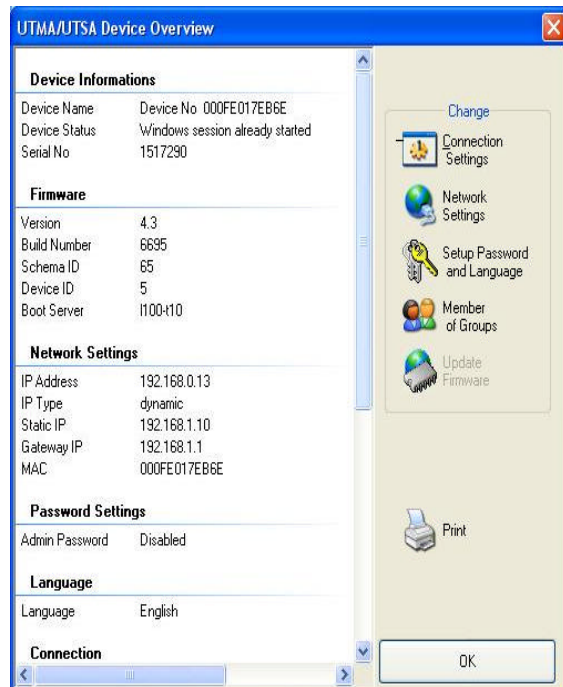 UTMA/UTSA Device Overview
Device Informations
Device Name Device No 000FE017EB6E
Device Status Windows session already started
Serial No 1517290
Firmware
Version 4.3
Build Number 6695
Schema ID 65
Device ID 5
Boot Server l100-t10
Network Settings
IP Address 192.168.0.13
IP Type dynamic
Static IP 192.168.1.10
Gateway IP 192.168.1.1
MAC 000FE017EB6E
Password Settings
Admin Password Disabled
Language
Language English
Connection
Change
Connection
Settings
Network
Settings
Setup Password
and Language
Member
of Groups
Update
Firmware
Print
OK